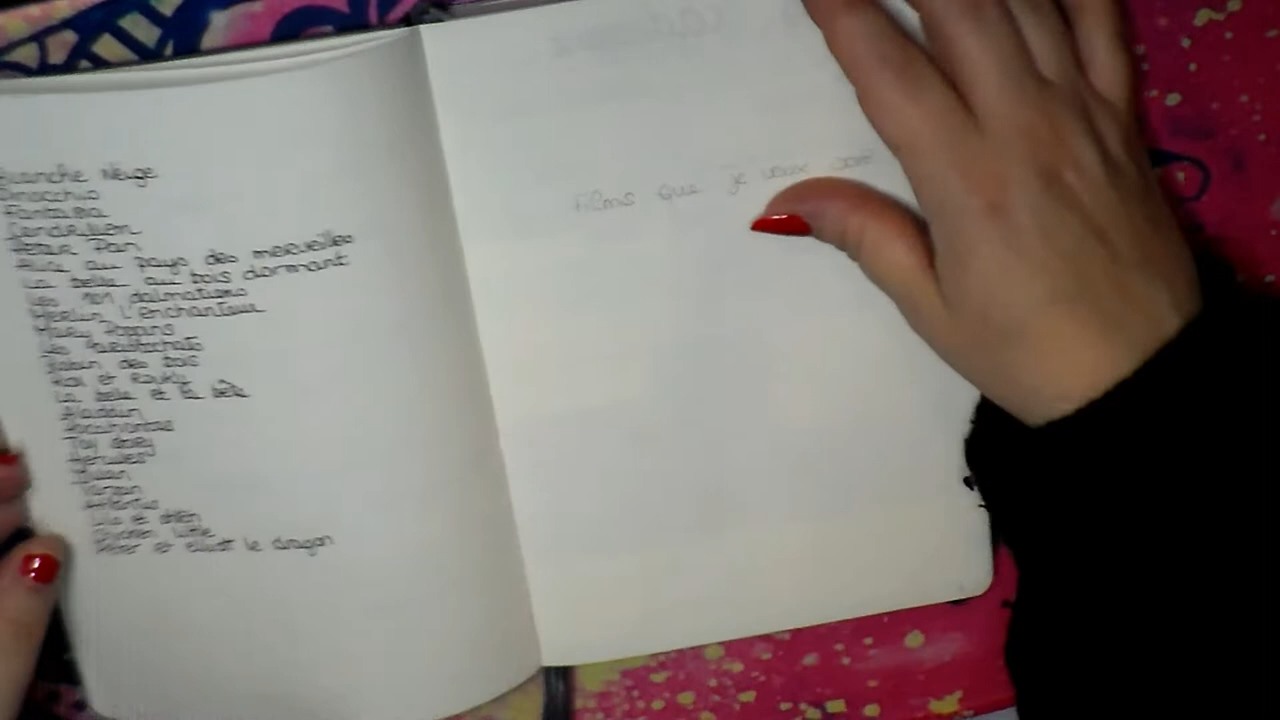 Blanche Neige
Pinocchio
Fantasia
Cendrillon
Peter Pan
Alice au pays des merveilles
La belle au bois dormant
Les 101 dalmatiens
Merlin l'enchanteur
Mary Poppins
Les Aristochats
Robin des bois
Rox et Rouky
La belle et la bête
Aladdin
Pocahontas
Toy story
Hercules
Mulan
Tarzan
Atlantis
Lilo et stitch
Chicken little
Peter et elliott le dragon
Films que je veux voir